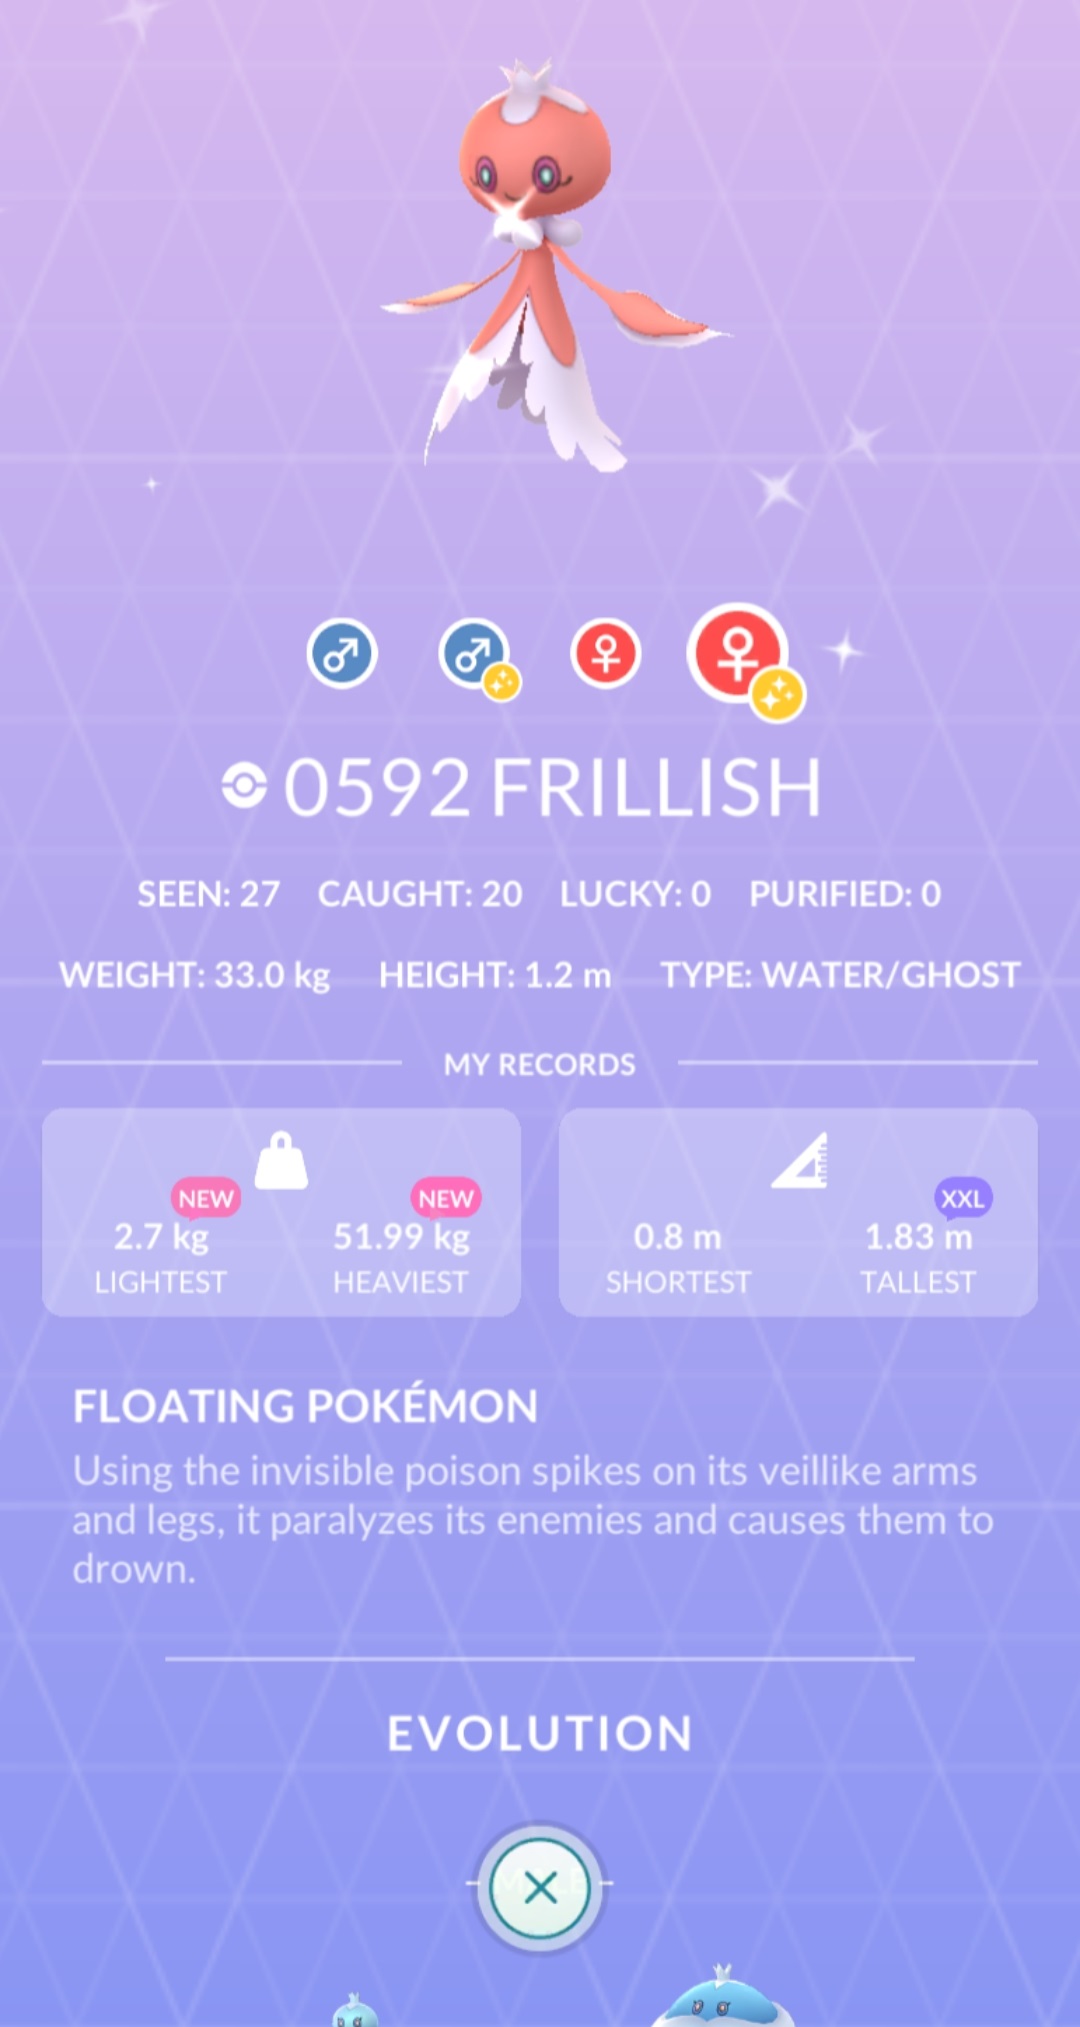 0592 FRILLISH
SEEN: 27 CAUGHT: 20 LUCKY: 0 PURIFIED: 0
WEIGHT: 33.0 kg HEIGHT: 1.2 m TYPE: WATER/GHOST
MY RECORDS
NEW NEW XXL
2.7 kg 51.99 kg 0.8 m 1.83 m
LIGHTEST HEAVIEST SHORTEST TALLEST
FLOATING POKÉMON
Using the invisible poison spikes on its veillike arms
and legs, it paralyzes its enemies and causes them to
drown.
EVOLUTION